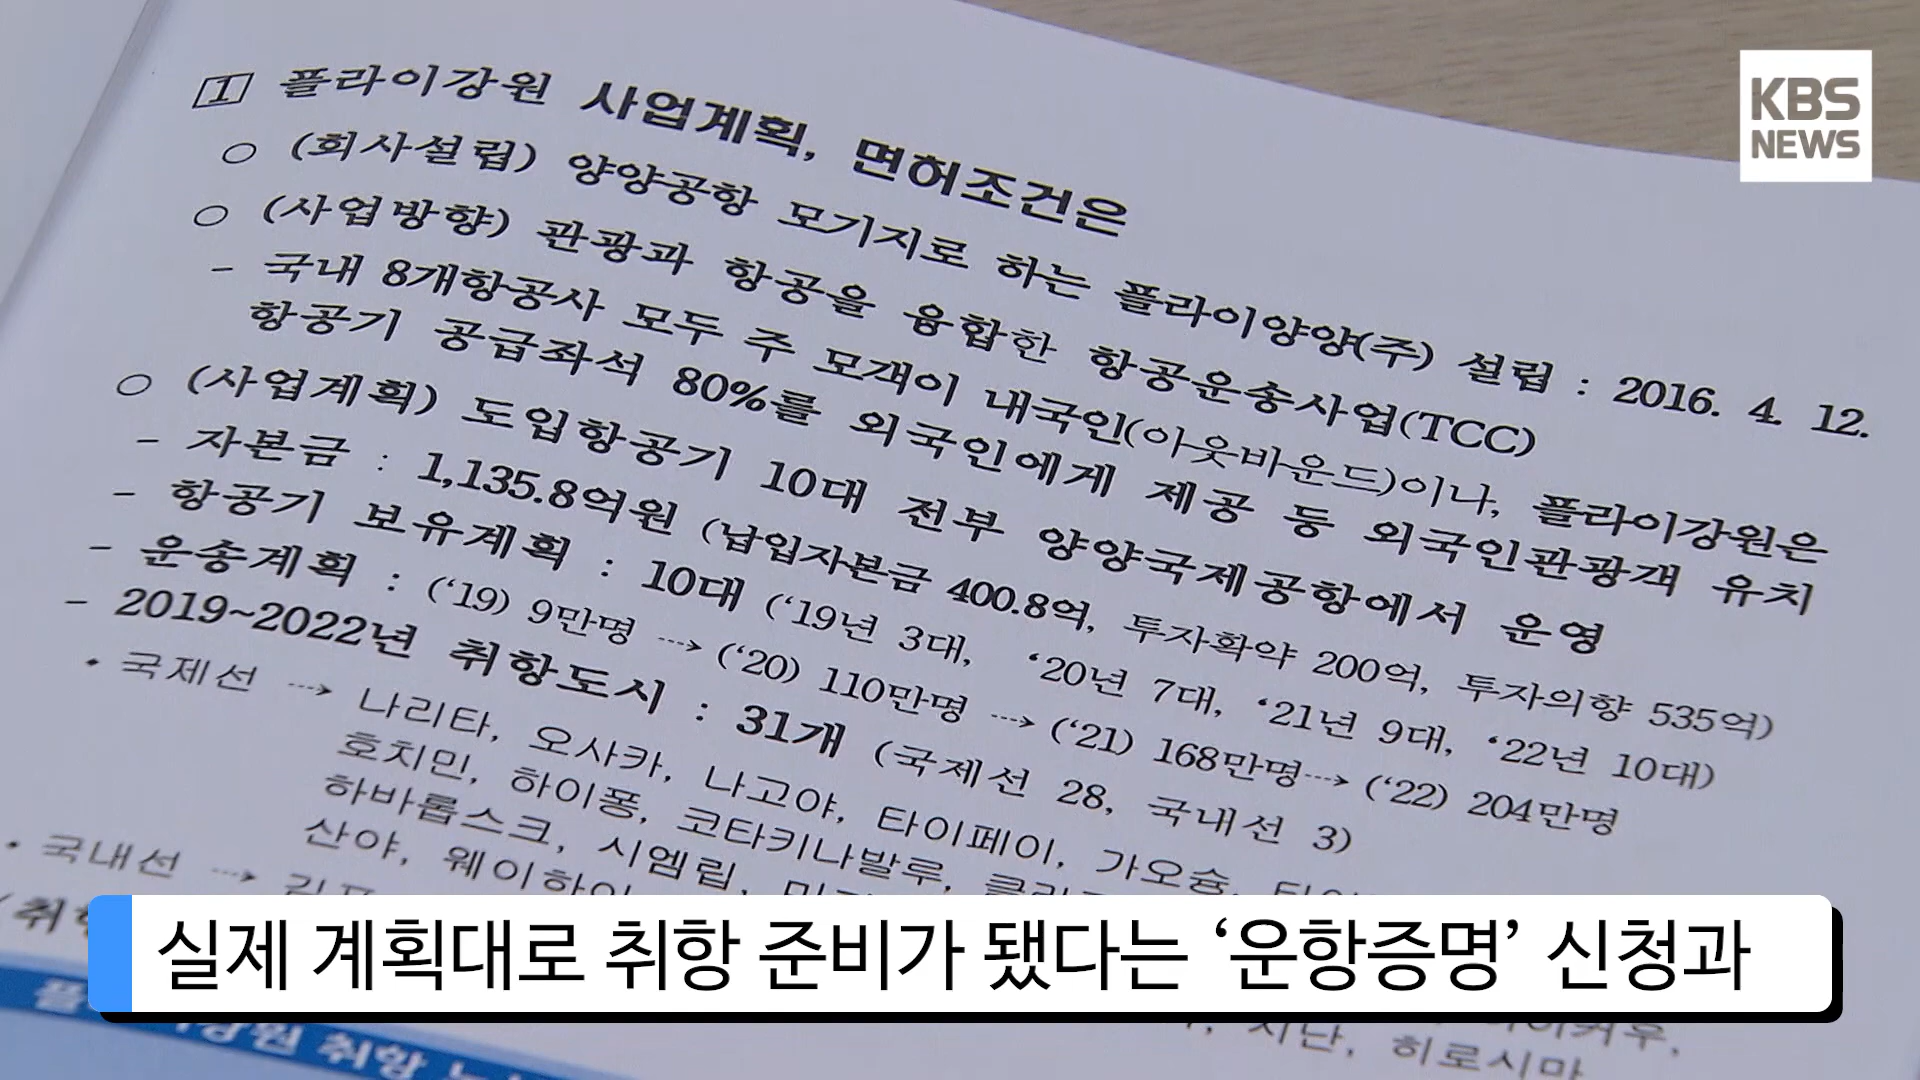 KBS
NEWS
1 플라이강원 사업계획, 면허조건은
○ (회사설립) 양양공항 모기지로 하는 플라이양양(주) 설립 : 2016. 4. 12.
○ (사업방향) 관광과 항공을 융합한 항공운송사업(TCC)
- 국내 8개항공사 모두 주 모객이 내국인(아웃바운드)이나, 플라이강원은
항공기 공급좌석 80%를 외국인에게 제공 등 외국인관광객 유치
○ (사업계획) 도입항공기 10대 전부 양양국제공항에서 운영
- 자본금 : 1,135.8억원 (납입자본금 400.8억, 투자확약 200억, 투자의향 535억)
- 항공기 보유계획 : 10대 (‘19년 3대, ‘20년 7대, ‘21년 9대, ‘22년 10대)
- 운송계획 : (‘19) 9만명 ⇢ (‘20) 110만명 ⇢ (‘21) 168만명⇢ (‘22) 204만명
- 2019~2022년 취항도시 : 31개 (국제선 28, 국내선 3)
• 국제선 ⇢ 나리타, 오사카, 나고야, 타이페이, 가오슝,
호치민, 하이퐁, 코타키나발루,
하바롭스크, 시엠립,
산야, 웨이하이
지난, 히로시마
• 국내선 ⇢
강원 취항
실제 계획대로 취항 준비가 됐다는 ‘운항증명’ 신청과